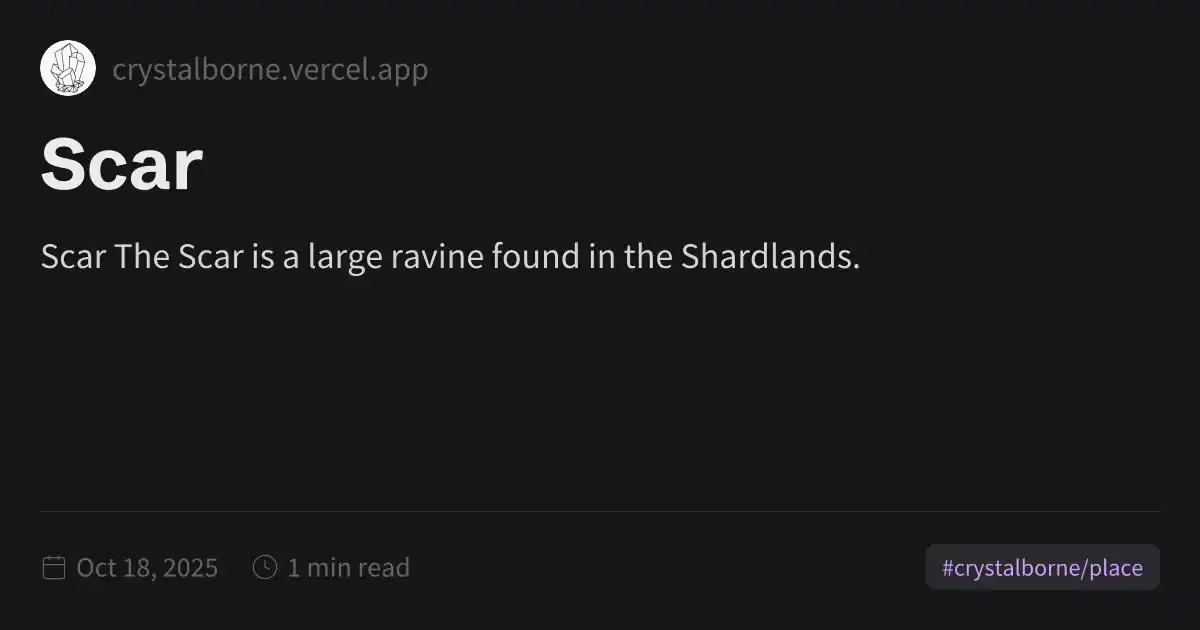 crystalborne.vercel.app
Scar
Scar The Scar is a large ravine found in the Shardlands.
Oct 18, 2025 1 min read #crystalborne/place